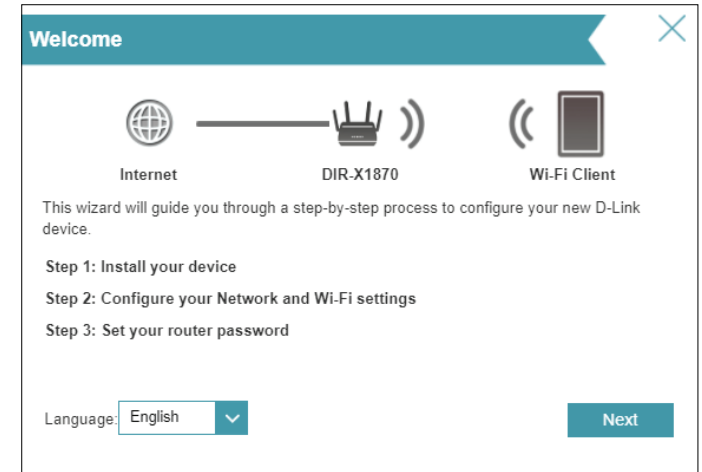 Welcome
Internet
DIR-X1870
Wi-Fi Client
This wizard will guide you through a step-by-step process to configure your new D-Link
device.
Step 1: Install your device
Step 2: Configure your Network and Wi-Fi settings
Step 3: Set your router password
Language: English
Next